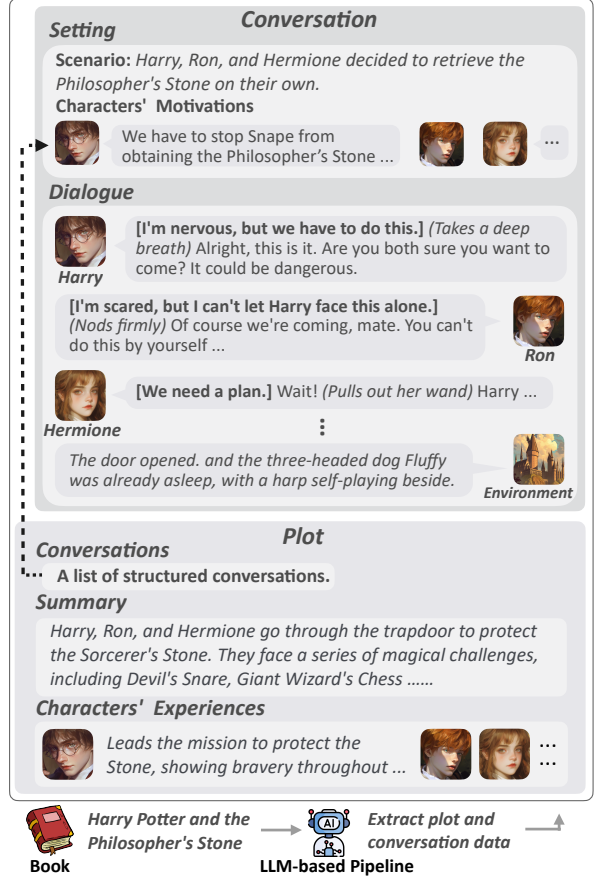 Conversation
Setting
Scenario: Harry, Ron, and Hermione decided to retrieve the
Philosopher's Stone on their own.
Characters' Motivations
We have to stop Snape from
obtaining the Philosopher's Stone ...
...
Dialogue
[I'm nervous, but we have to do this.] (Takes a deep
breath) Alright, this is it. Are you both sure you want to
come? It could be dangerous.
Harry
[I'm scared, but I can't let Harry face this alone.]
(Nods firmly) Of course we're coming, mate. You can't
do this by yourself ...
Ron
[We need a plan.] Wait! (Pulls out her wand) Harry ...
Hermione
The door opened. and the three-headed dog Fluffy
was already asleep, with a harp self-playing beside.
Environment
Plot
Conversations
A list of structured conversations.
Summary
Harry, Ron, and Hermione go through the trapdoor to protect
the Sorcerer's Stone. They face a series of magical challenges,
including Devil's Snare, Giant Wizard's Chess ......
Characters' Experiences
Leads the mission to protect the
Stone, showing bravery throughout ...
...
...
Harry Potter and the
Philosopher's Stone
Book
AI
LLM-based Pipeline
Extract plot and
conversation data